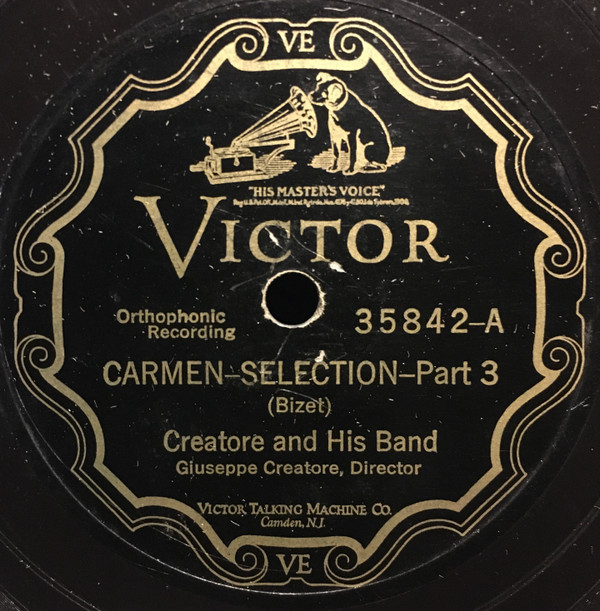 VE
"HIS MASTER'S VOICE"
VICTOR
Orthophonic
Recording
35842-A
CARMEN-SELECTION-Part 3
(Bizet)
Creatore and His Band
Giuseppe Creatore, Director
VICTOR TALKING MACHINE CO.
Camden, N.J.
VE